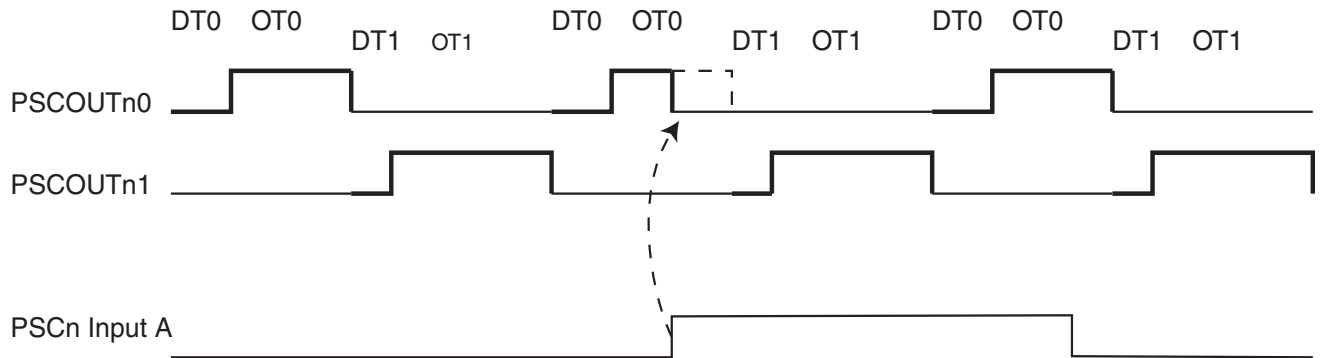 DT0 OT0 DT0 OT0 DT0 OT0
DT1 OT1 DT1 OT1 DT1 OT1
PSCOUTn0
PSCOUTn1
PSCn Input A